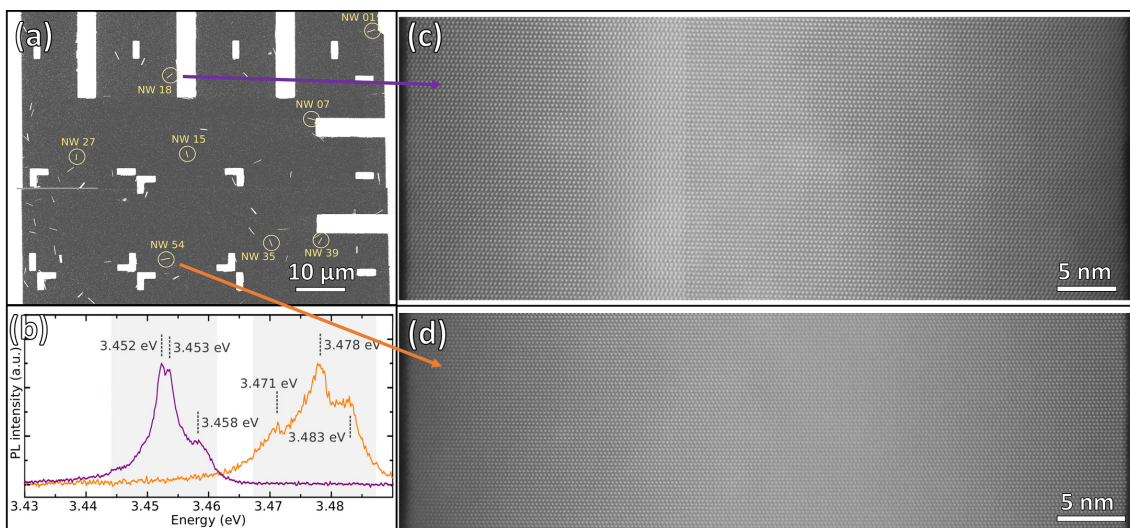 (a)
NW 01
NW 18
NW 07
NW 27
NW 15
NW 54
NW 35
NW 39
10 μm
(b)
3.452 eV
3.453 eV
3.478 eV
3.471 eV
3.458 eV
3.483 eV
PL intensity (a.u.)
3.43 3.44 3.45 3.46 3.47 3.48
Energy (eV)
(c)
5 nm
(d)
5 nm